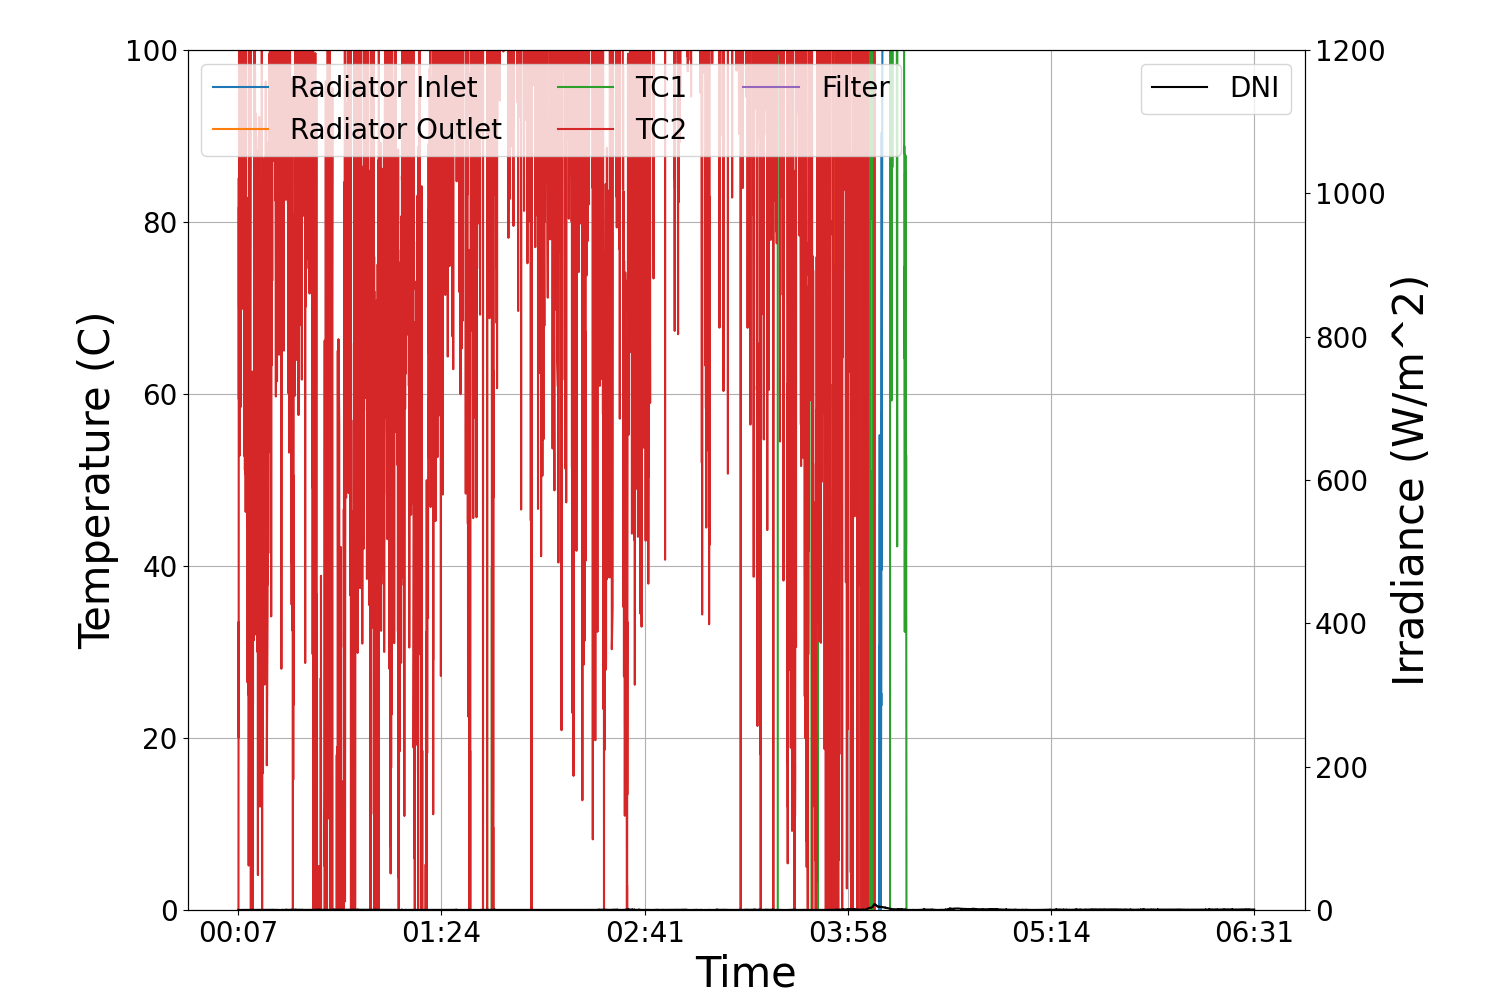 100
80
60
40
20
0
Temperature (C)
Radiator Inlet
Radiator Outlet
TC1
TC2
Filter
DNI
1200
1000
800
600
400
200
0
Irradiance (W/m^2)
00:07
01:24
02:41
03:58
05:14
06:31
Time